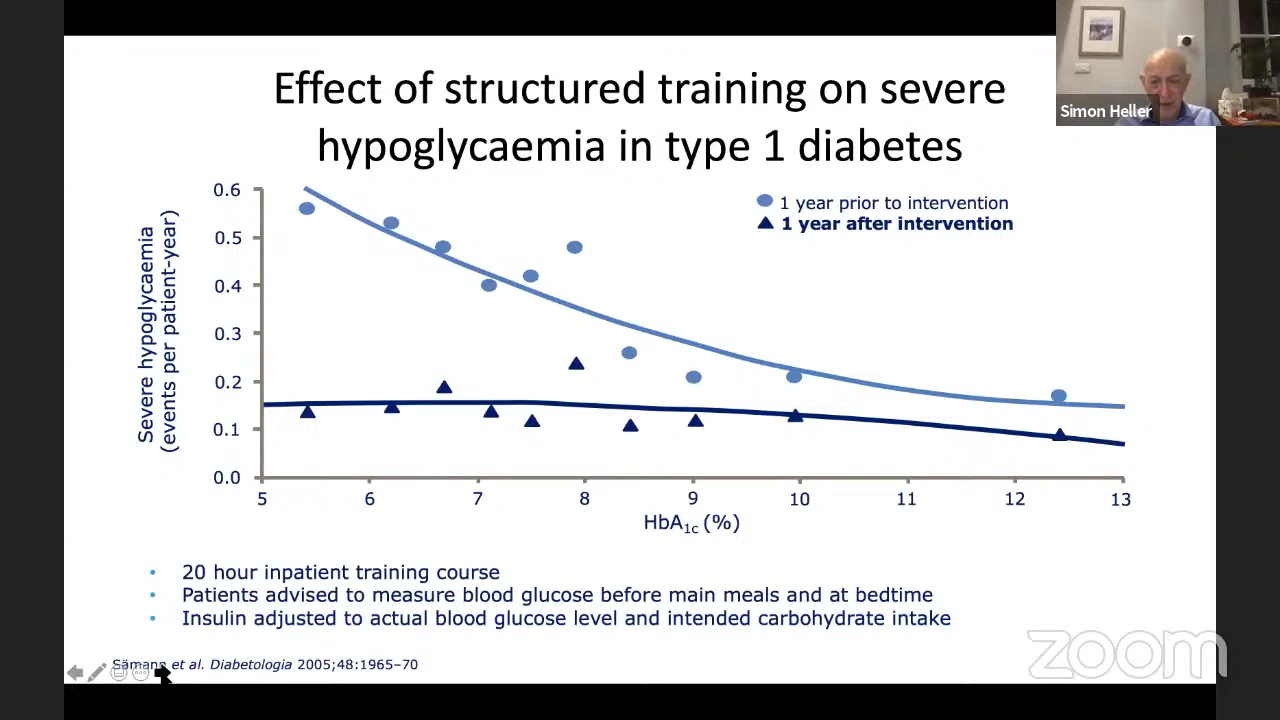 Effect of structured training on severe
hypoglycaemia in type 1 diabetes
Simon Heller
1 year prior to intervention
1 year after intervention
Severe hypoglycaemia
(events per patient-year)
0.6
0.5
0.4
0.3
0.2
0.1
0.0
5 6 7 8 9 10 11 12 13
HbA1c (%)
• 20 hour inpatient training course
• Patients advised to measure blood glucose before main meals and at bedtime
• Insulin adjusted to actual blood glucose level and intended carbohydrate intake
Sämann et al. Diabetologia 2005;48:1965–70
zoom